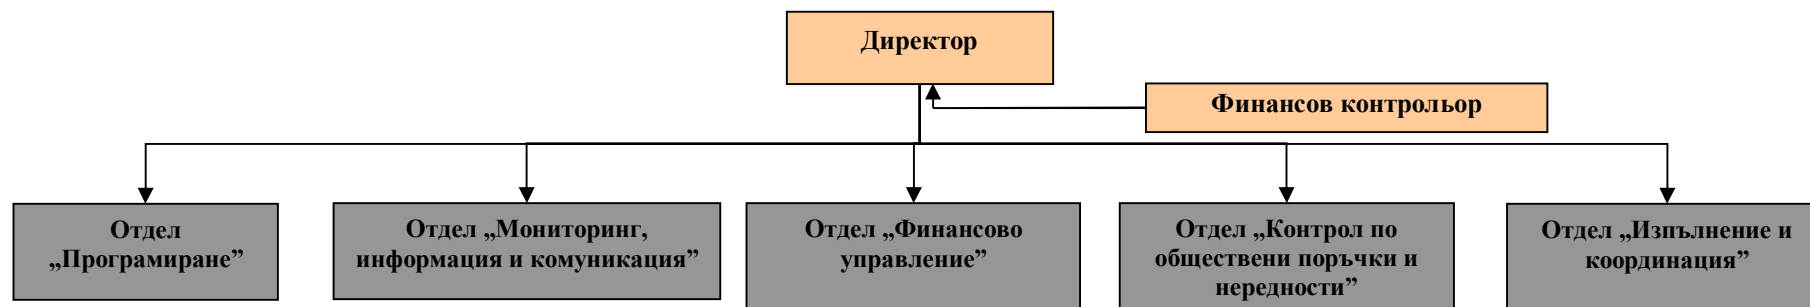 Директор
Финансов контрольор
Отдел
„Програмиране”
Отдел „Мониторинг,
информация и комуникация”
Отдел „Финансово
управление”
Отдел „Контрол по
обществени поръчки и
нередности”
Отдел „Изпълнение и
координация”